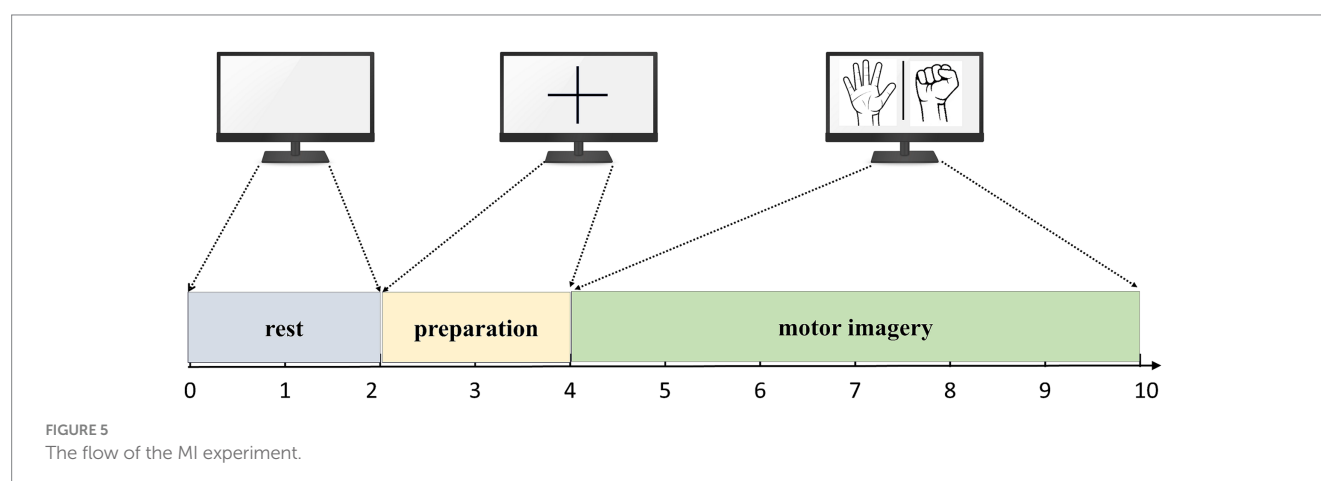 rest preparation motor imagery
0 1 2 3 4 5 6 7 8 9 10
FIGURE 5
The flow of the MI experiment.